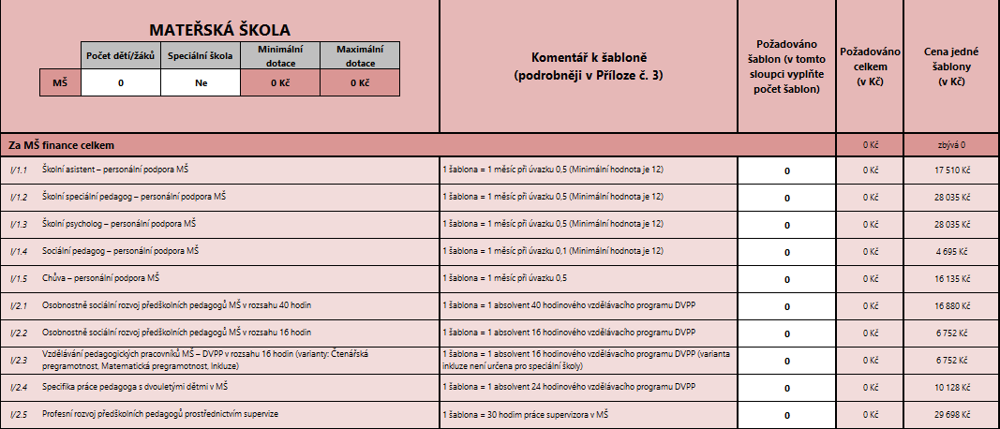 MATEŘSKÁ ŠKOLA
Počet dětí/žáků Speciální škola Minimální dotace Maximální dotace
MŠ 0 Ne 0 Kč 0 Kč
Komentář k šabloně
(podrobněji v Příloze č. 3)
Požadováno
šablon (v tomto
sloupci vyplňte
počet šablon)
Požadováno
celkem
(v Kč)
Cena jedné
šablony
(v Kč)
Za MŠ finance celkem 0 Kč zbývá 0
I/1.1 Školní asistent – personální podpora MŠ 1 šablona = 1 měsíc při úvazku 0,5 (Minimální hodnota je 12) 0 0 Kč 17 510 Kč
I/1.2 Školní speciální pedagog – personální podpora MŠ 1 šablona = 1 měsíc při úvazku 0,5 (Minimální hodnota je 12) 0 0 Kč 28 035 Kč
I/1.3 Školní psycholog – personální podpora MŠ 1 šablona = 1 měsíc při úvazku 0,5 (Minimální hodnota je 12) 0 0 Kč 28 035 Kč
I/1.4 Sociální pedagog – personální podpora MŠ 1 šablona = 1 měsíc při úvazku 0,1 (Minimální hodnota je 12) 0 0 Kč 4 695 Kč
I/1.5 Chůva – personální podpora MŠ 1 šablona = 1 měsíc při úvazku 0,5 0 0 Kč 16 135 Kč
I/2.1 Osobnostně sociální rozvoj předškolních pedagogů MŠ v rozsahu 40 hodin 1 šablona = 1 absolvent 40 hodinového vzdělávacího programu DVPP 0 0 Kč 16 880 Kč
I/2.2 Osobnostně sociální rozvoj předškolních pedagogů MŠ v rozsahu 16 hodin 1 šablona = 1 absolvent 16 hodinového vzdělávacího programu DVPP 0 0 Kč 6 752 Kč
I/2.3 Vzdělávání pedagogických pracovníků MŠ – DVPP v rozsahu 16 hodin (varianty: Čtenářská
pregramotnost, Matematická pregramotnost, Inkluze) 1 šablona = 1 absolvent 16 hodinového vzdělávacího programu DVPP (varianta
inkluze není určena pro speciální školy) 0 0 Kč 6 752 Kč
I/2.4 Specifika práce pedagoga s dvouletými dětmi v MŠ 1 šablona = 1 absolvent 24 hodinového vzdělávacího programu DVPP 0 0 Kč 10 128 Kč
I/2.5 Profesní rozvoj předškolních pedagogů prostřednictvím supervize 1 šablona = 30 hodim práce supervizora v MŠ 0 0 Kč 29 698 Kč